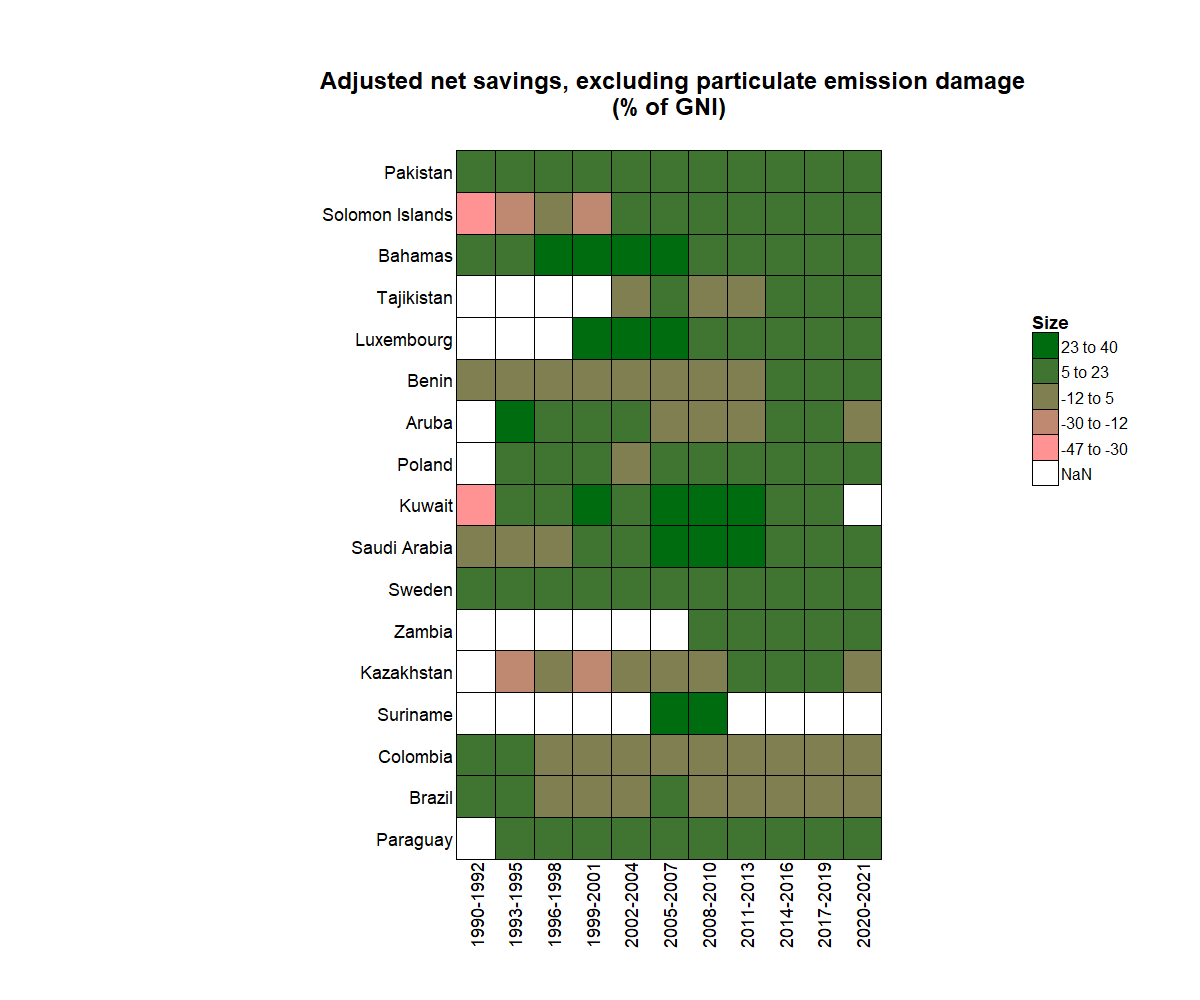 Adjusted net savings, excluding particulate emission damage
(% of GNI)
Pakistan
Solomon Islands
Bahamas
Tajikistan
Luxembourg
Benin
Aruba
Poland
Kuwait
Saudi Arabia
Sweden
Zambia
Kazakhstan
Suriname
Colombia
Brazil
Paraguay
1990-1992
1993-1995
1996-1998
1999-2001
2002-2004
2005-2007
2008-2010
2011-2013
2014-2016
2017-2019
2020-2021
Size
23 to 40
5 to 23
-12 to 5
-30 to -12
-47 to -30
NaN